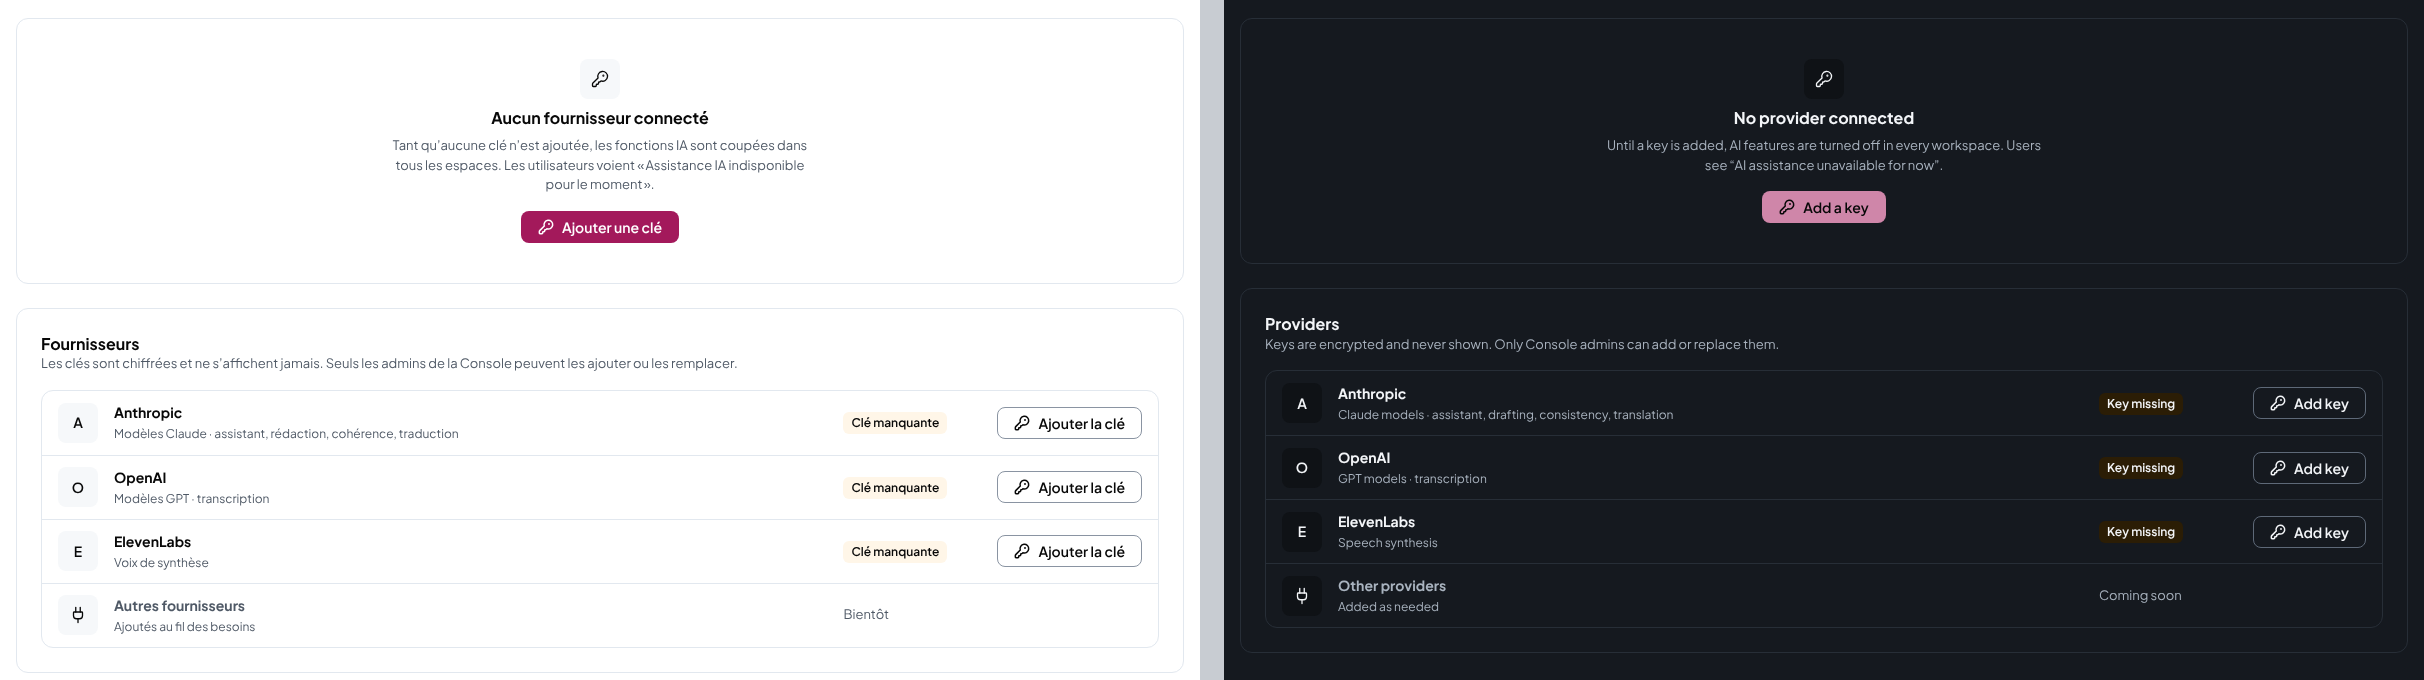 Aucun fournisseur connecté
Tant qu'aucune clé n'est ajoutée, les fonctions IA sont coupées dans
tous les espaces. Les utilisateurs voient « Assistance IA indisponible
pour le moment ».
Ajouter une clé
Fournisseurs
Les clés sont chiffrées et ne s'affichent jamais. Seuls les admins de la Console peuvent les ajouter ou les remplacer.
A
Anthropic
Modèles Claude · assistant, rédaction, cohérence, traduction
Clé manquante
Ajouter la clé
O
OpenAI
Modèles GPT · transcription
Clé manquante
Ajouter la clé
E
ElevenLabs
Voix de synthèse
Clé manquante
Ajouter la clé
Autres fournisseurs
Ajoutés au fil des besoins
Bientôt
No provider connected
Until a key is added, AI features are turned off in every workspace. Users
see “AI assistance unavailable for now”.
Add a key
Providers
Keys are encrypted and never shown. Only Console admins can add or replace them.
A
Anthropic
Claude models · assistant, drafting, consistency, translation
Key missing
Add key
O
OpenAI
GPT models · transcription
Key missing
Add key
E
ElevenLabs
Speech synthesis
Key missing
Add key
Other providers
Added as needed
Coming soon